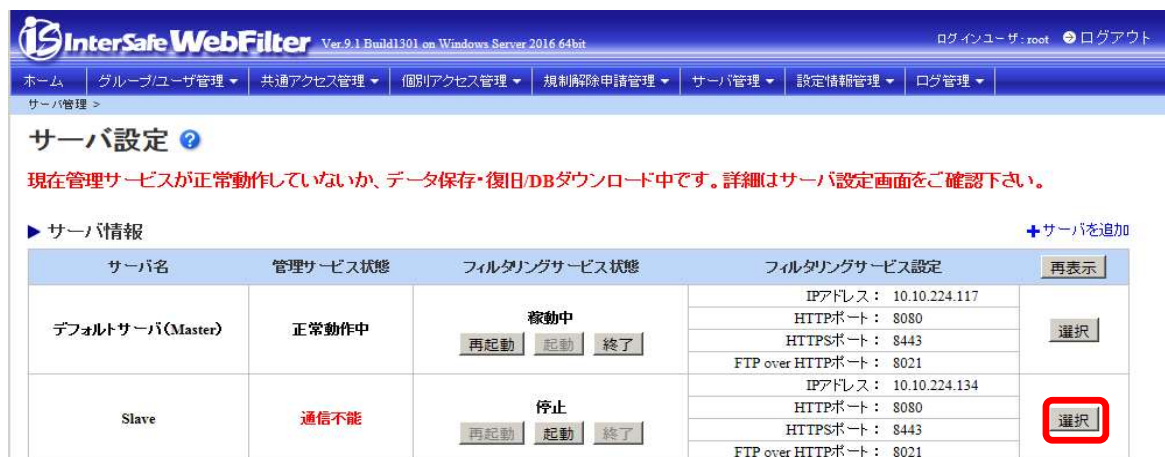 InterSafe WebFilter Ver.9.1 Build1301 on Windows Server 2016 64bit ログインユーザ：root ログアウト
ホーム グループ/ユーザ管理▼ 共通アクセス管理▼ 個別アクセス管理▼ 規制解除申請管理▼ サーバ管理▼ 設定情報管理▼ ログ管理▼
サーバ管理 >
サーバ設定 ?
現在管理サービスが正常動作していないか、データ保存・復旧/DBダウンロード中です。詳細はサーバ設定画面をご確認下さい。
▶ サーバ情報 +サーバを追加
サーバ名 管理サービス状態 フィルタリングサービス状態 フィルタリングサービス設定 再表示
デフォルトサーバ(Master) 正常動作中 稼動中 再起動 起動 終了
IPアドレス： 10.10.224.117
HTTPポート： 8080
HTTPSポート： 8443
FTP over HTTPポート： 8021
選択
Slave 通信不能 停止 再起動 起動 終了
IPアドレス： 10.10.224.134
HTTPポート： 8080
HTTPSポート： 8443
FTP over HTTPポート： 8021
選択